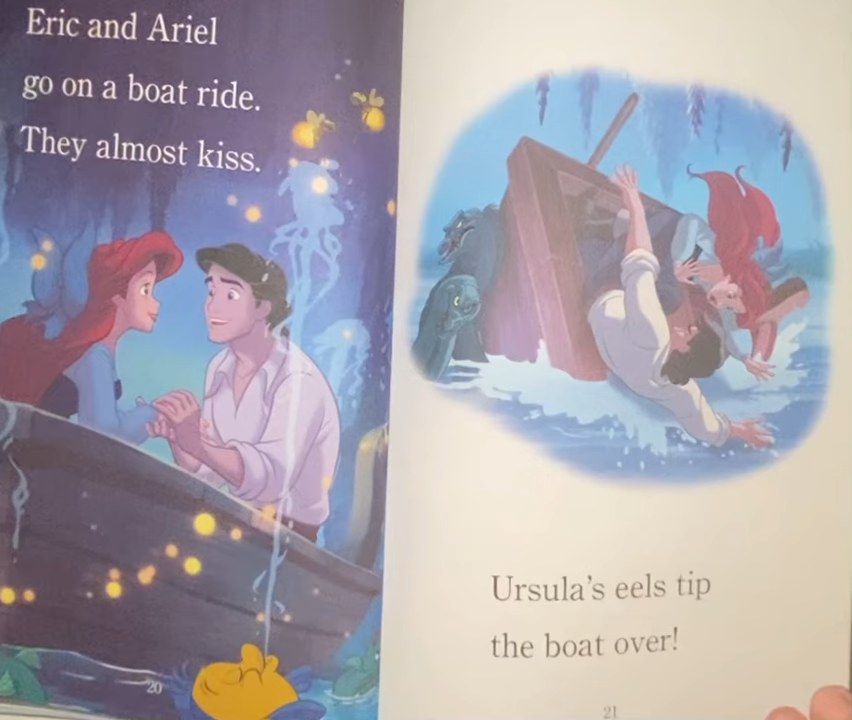 Eric and Ariel
go on a boat ride.
They almost kiss.
20
Ursula's eels tip
the boat over!
21